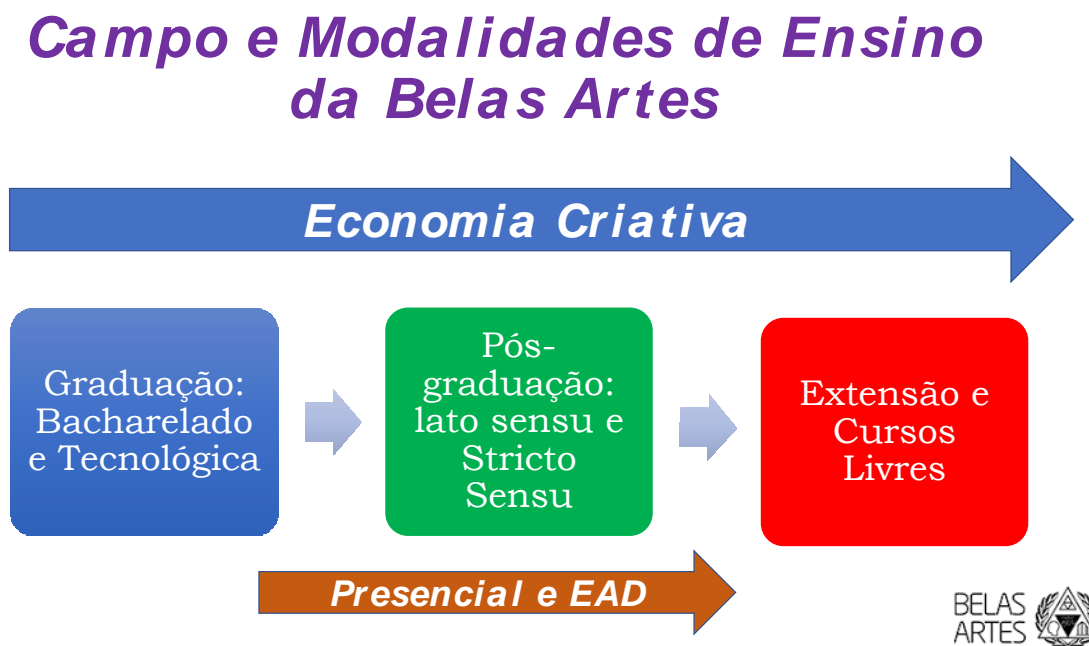 Campo e Modalidades de Ensino
da Belas Artes
Economia Criativa
Graduação:
Bacharelado
e Tecnológica
Pós-
graduação:
lato sensu e
Stricto
Sensu
Extensão e
Cursos
Livres
Presencial e EAD
BELAS
ARTES